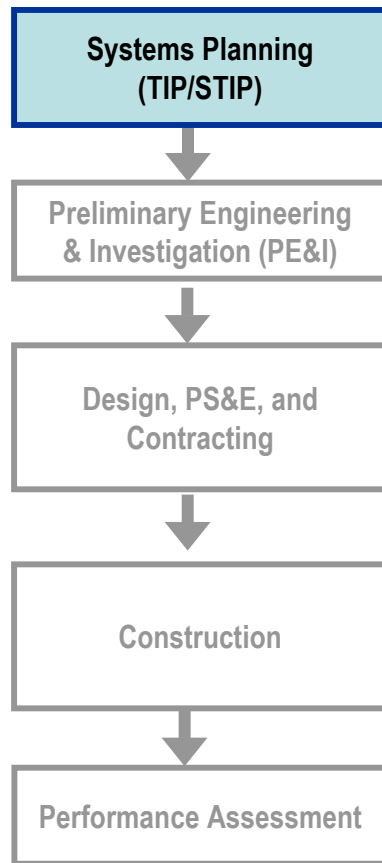 Systems Planning
(TIP/STIP)
Preliminary Engineering
& Investigation (PE&I)
Design, PS&E, and
Contracting
Construction
Performance Assessment